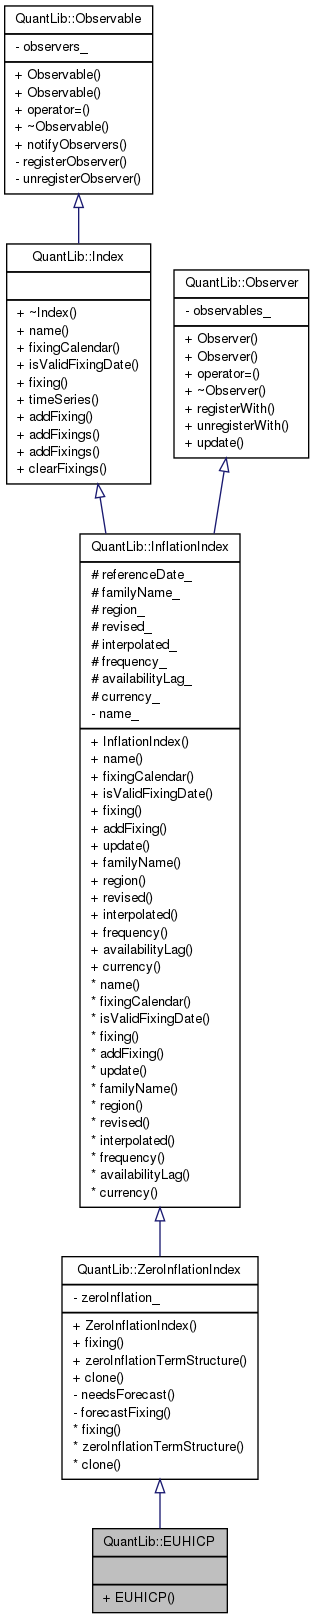 QuantLib::Observable
- observers_
+ Observable()
+ Observable()
+ operator=()
+ ~Observable()
+ notifyObservers()
- registerObserver()
- unregisterObserver()
QuantLib::Index
+ ~Index()
+ name()
+ fixingCalendar()
+ isValidFixingDate()
+ fixing()
+ timeSeries()
+ addFixing()
+ addFixings()
+ addFixings()
+ clearFixings()
QuantLib::Observer
- observables_
+ Observer()
+ Observer()
+ operator=()
+ ~Observer()
+ registerWith()
+ unregisterWith()
+ update()
QuantLib::InflationIndex
# referenceDate_
# familyName_
# region_
# revised_
# interpolated_
# frequency_
# availabilityLag_
# currency_
- name_
+ InflationIndex()
+ name()
+ fixingCalendar()
+ isValidFixingDate()
+ fixing()
+ addFixing()
+ update()
+ familyName()
+ region()
+ revised()
+ interpolated()
+ frequency()
+ availabilityLag()
+ currency()
* name()
* fixingCalendar()
* isValidFixingDate()
* fixing()
* addFixing()
* update()
* familyName()
* region()
* revised()
* interpolated()
* frequency()
* availabilityLag()
* currency()
QuantLib::ZeroInflationIndex
- zeroInflation_
+ ZeroInflationIndex()
+ fixing()
+ zeroInflationTermStructure()
+ clone()
- needsForecast()
- forecastFixing()
* fixing()
* zeroInflationTermStructure()
* clone()
QuantLib::EUHICP
+ EUHICP()